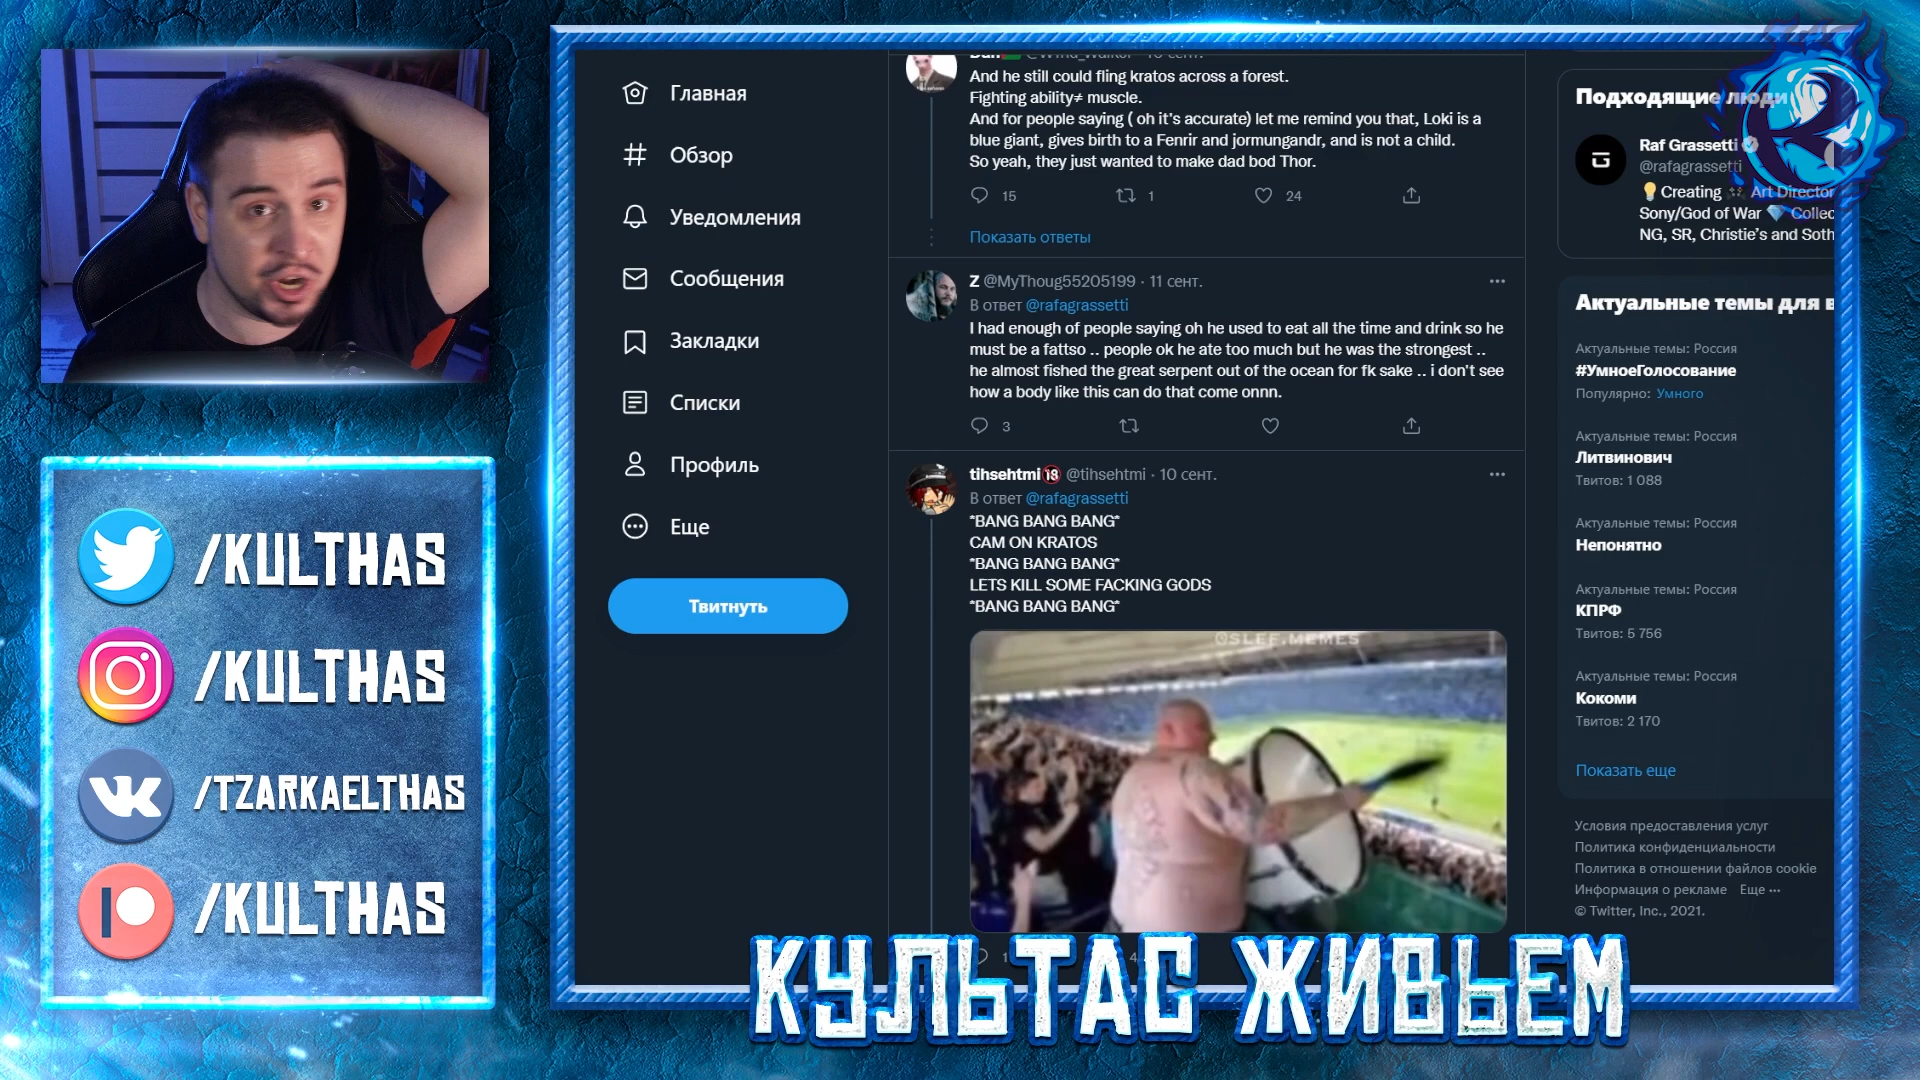 /KULTHAS
/KULTHAS
/TZARKAELTHAS
/KULTHAS
Главная
Обзор
Уведомления
Сообщения
Закладки
Списки
Профиль
Еще
Твитнуть
And he still could fling kratos across a forest.
Fighting ability≠ muscle.
And for people saying ( oh it's accurate) let me remind you that, Loki is a
blue giant, gives birth to a Fenrir and jormungandr, and is not a child.
So yeah, they just wanted to make dad bod Thor.
15 1 24
Показать ответы
Z @MyThoug55205199 · 11 сент.
В ответ @rafagrassetti
I had enough of people saying oh he used to eat all the time and drink so he
must be a fattso .. people ok he ate too much but he was the strongest ..
he almost fished the great serpent out of the ocean for fk sake .. i don't see
how a body like this can do that come onnn.
3
tihsehtmi🔞 @tihsehtmi · 10 сент.
В ответ @rafagrassetti
*BANG BANG BANG*
CAM ON KRATOS
*BANG BANG BANG*
LETS KILL SOME FACKING GODS
*BANG BANG BANG*
@SLEF.MEMES
Подходящие люди
Raf Grassetti
@rafagrassetti
💡Creating Art Director
Sony/God of War 💎 Collec
NG, SR, Christie's and Soth
Актуальные темы для в
Актуальные темы: Россия
#УмноеГолосование
Популярно: Умного
Актуальные темы: Россия
Литвинович
Твитов: 1 088
Актуальные темы: Россия
Непонятно
Актуальные темы: Россия
КПРФ
Твитов: 5 756
Актуальные темы: Россия
Кокоми
Твитов: 2 170
Показать еще
Условия предоставления услуг
Политика конфиденциальности
Политика в отношении файлов cookie
Информация о рекламе Еще ···
© Twitter, Inc., 2021.
КУЛЬТАС ЖИВЬЕМ